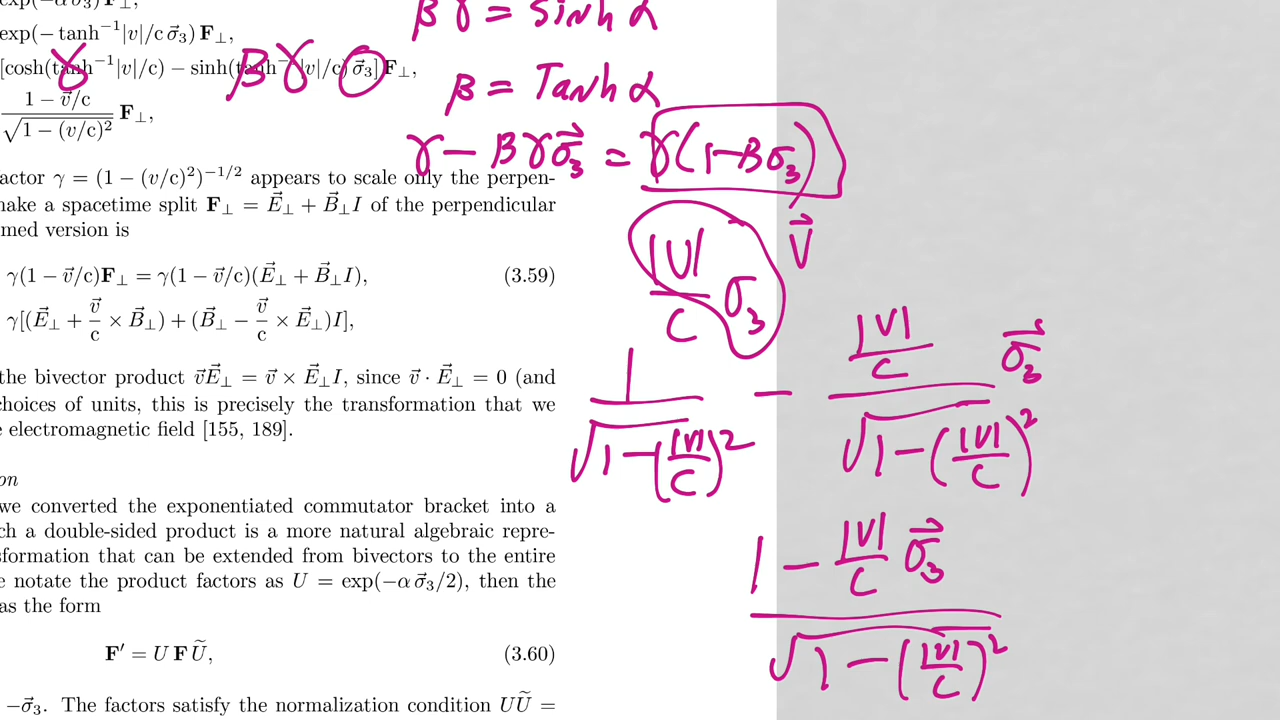 exp(−α σ⃗₃) F⊥,
exp(− tanh⁻¹ |v|/c σ⃗₃) F⊥,
[cosh(tanh⁻¹ |v|/c) − sinh(tanh⁻¹ |v|/c) σ⃗₃] F⊥,
1 − v⃗/c
√(1 − (v/c)²) F⊥,
actor γ = (1 − (v/c)²)^(−1/2) appears to scale only the perpen-
make a spacetime split F⊥ = E⃗⊥ + B⃗⊥I of the perpendicular
med version is
γ(1 − v⃗/c)F⊥ = γ(1 − v⃗/c)(E⃗⊥ + B⃗⊥I), (3.59)
γ[(E⃗⊥ + v⃗/c × B⃗⊥) + (B⃗⊥ − v⃗/c × E⃗⊥)I],
the bivector product v⃗E⃗⊥ = v⃗ × E⃗⊥I, since v⃗ · E⃗⊥ = 0 (and
choices of units, this is precisely the transformation that we
e electromagnetic field [155, 189].
on
we converted the exponentiated commutator bracket into a
ch a double-sided product is a more natural algebraic repre-
sformation that can be extended from bivectors to the entire
e notate the product factors as U = exp(−α σ⃗₃/2), then the
as the form
F′ = U F Ũ, (3.60)
−σ⃗₃. The factors satisfy the normalization condition UŨ =
βγ = Sinh α
γ βγ
β = Tanh α
γ − βγσ⃗₃ = γ(1−βσ₃)
|v|/c σ₃ v⃗
1/√(1−(|v|/c)²) − (|v|/c)/√(1−(|v|/c)²) σ⃗₃
1 − |v|/c σ⃗₃
√(1−(|v|/c)²)